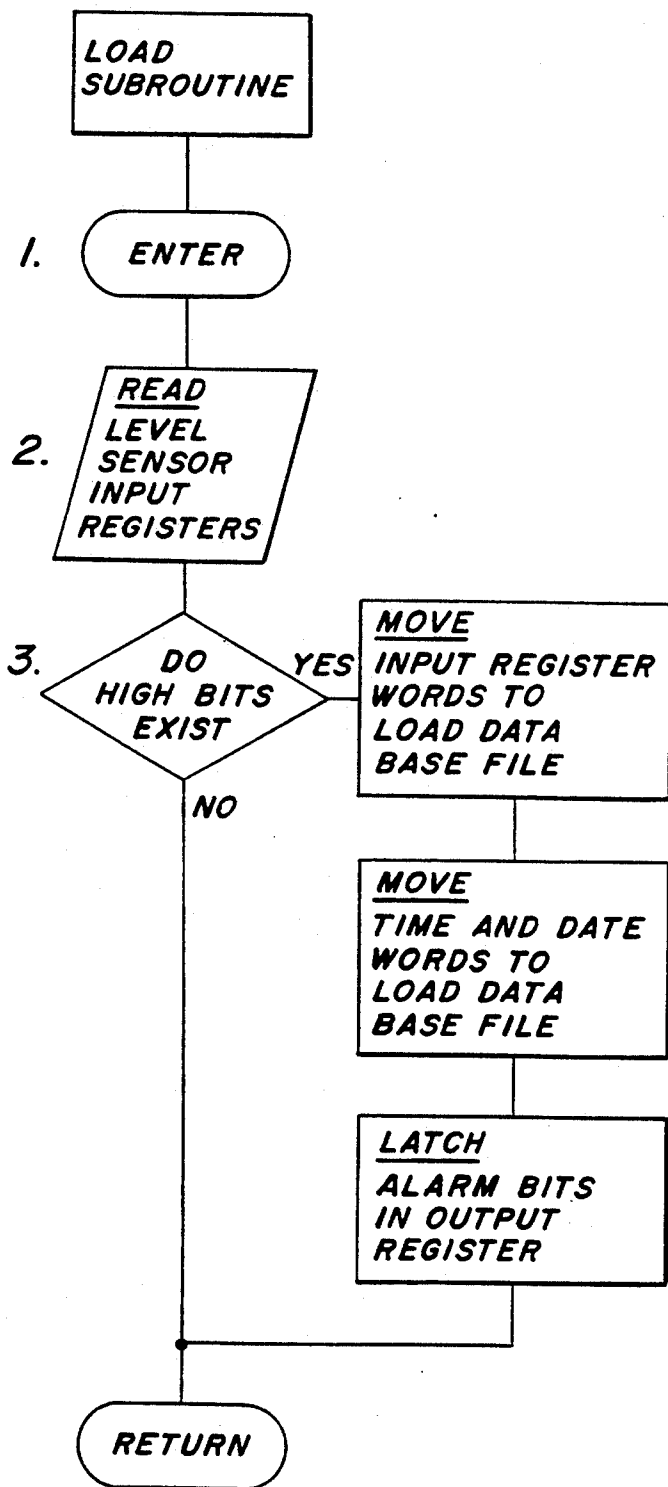 LOAD
SUBROUTINE
1.
ENTER
2.
READ
LEVEL
SENSOR
INPUT
REGISTERS
3.
DO
HIGH BITS
EXIST
YES
NO
MOVE
INPUT REGISTER
WORDS TO
LOAD DATA
BASE FILE
MOVE
TIME AND DATE
WORDS TO
LOAD DATA
BASE FILE
LATCH
ALARM BITS
IN OUTPUT
REGISTER
RETURN